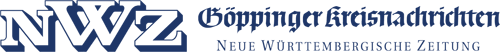 NWZ Göppinger Kreisnachrichten
NEUE WÜRTTEMBERGISCHE ZEITUNG